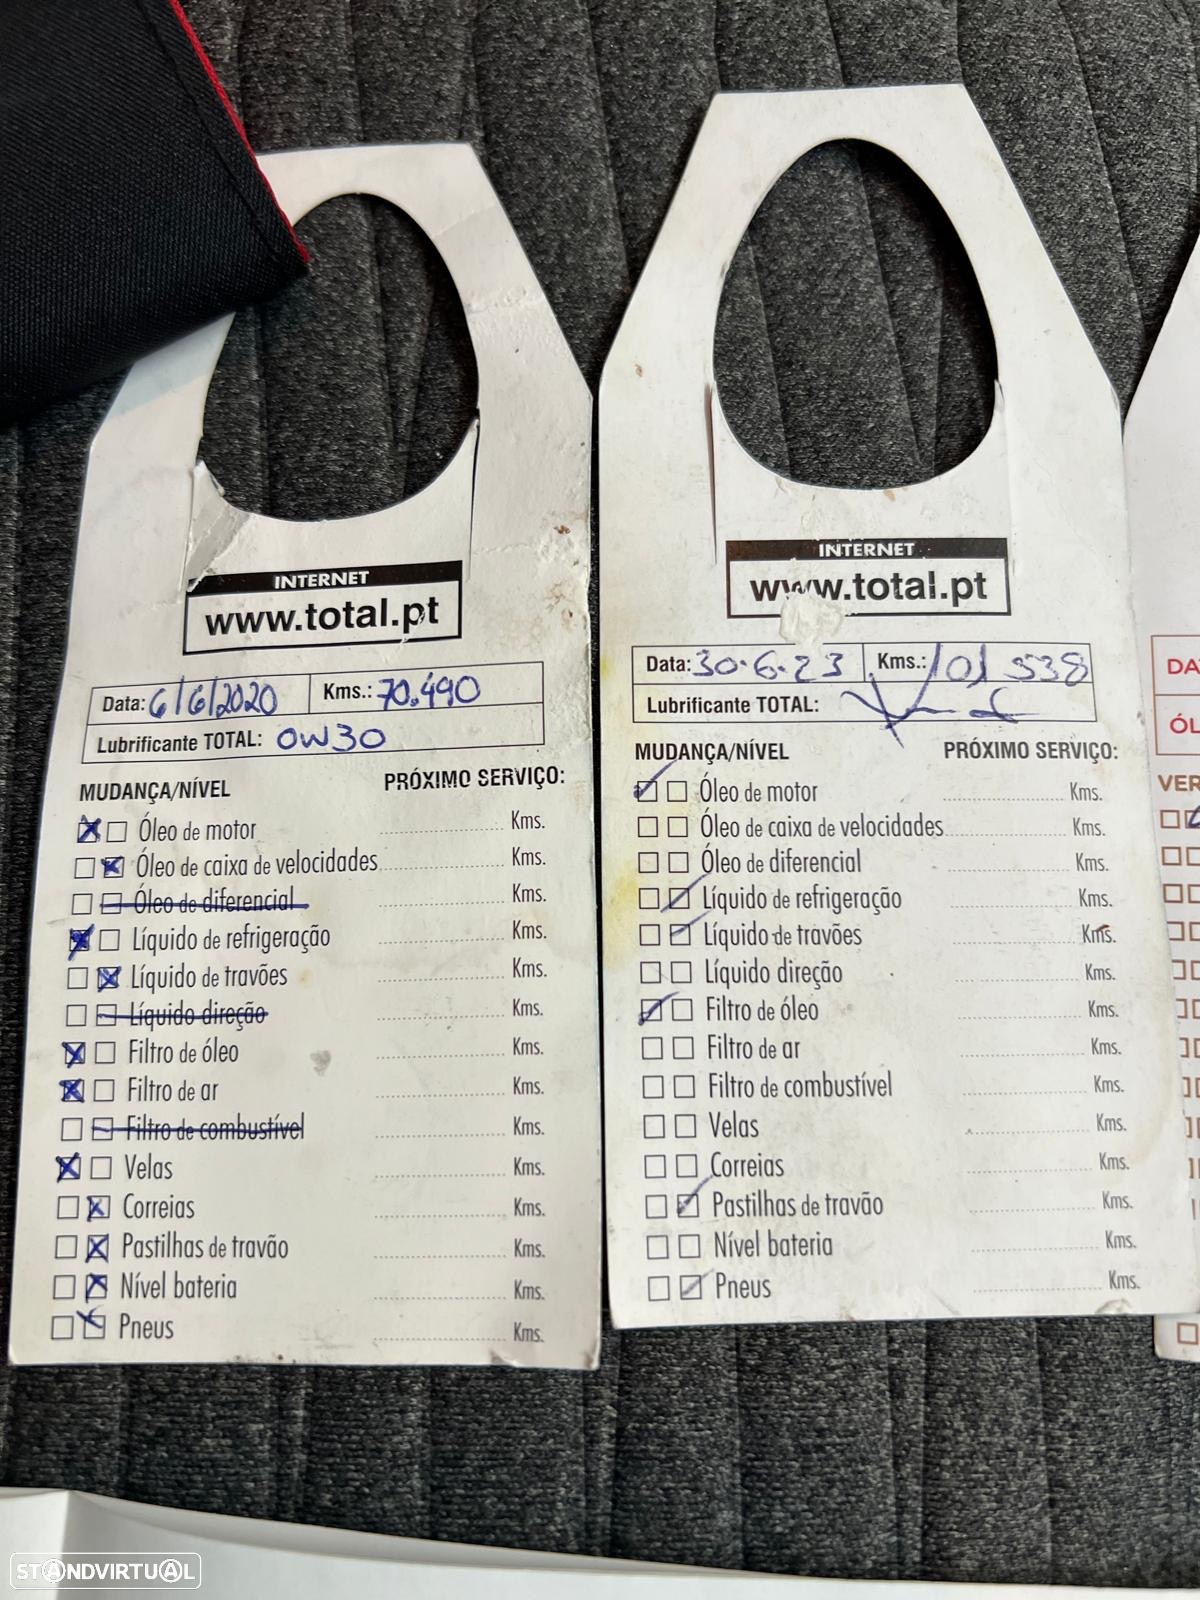 INTERNET
www.total.pt
Data: 6/6/2020 Kms.: 70.490
Lubrificante TOTAL: 0W30
MUDANÇA/NÍVEL PRÓXIMO SERVIÇO:
Óleo de motor Kms.
Óleo de caixa de velocidades Kms.
Óleo de diferencial Kms.
Líquido de refrigeração Kms.
Líquido de travões Kms.
Líquido direção Kms.
Filtro de óleo Kms.
Filtro de ar Kms.
Filtro de combustível Kms.
Velas Kms.
Correias Kms.
Pastilhas de travão Kms.
Nível bateria Kms.
Pneus Kms.
INTERNET
www.total.pt
Data: 30.6.23 Kms.: 101 538
Lubrificante TOTAL:
MUDANÇA/NÍVEL PRÓXIMO SERVIÇO:
Óleo de motor Kms.
Óleo de caixa de velocidades Kms.
Óleo de diferencial Kms.
Líquido de refrigeração Kms.
Líquido de travões Kms.
Líquido direção Kms.
Filtro de óleo Kms.
Filtro de ar Kms.
Filtro de combustível Kms.
Velas Kms.
Correias Kms.
Pastilhas de travão Kms.
Nível bateria Kms.
Pneus Kms.
DA
ÓL
VER
STANDVIRTUAL